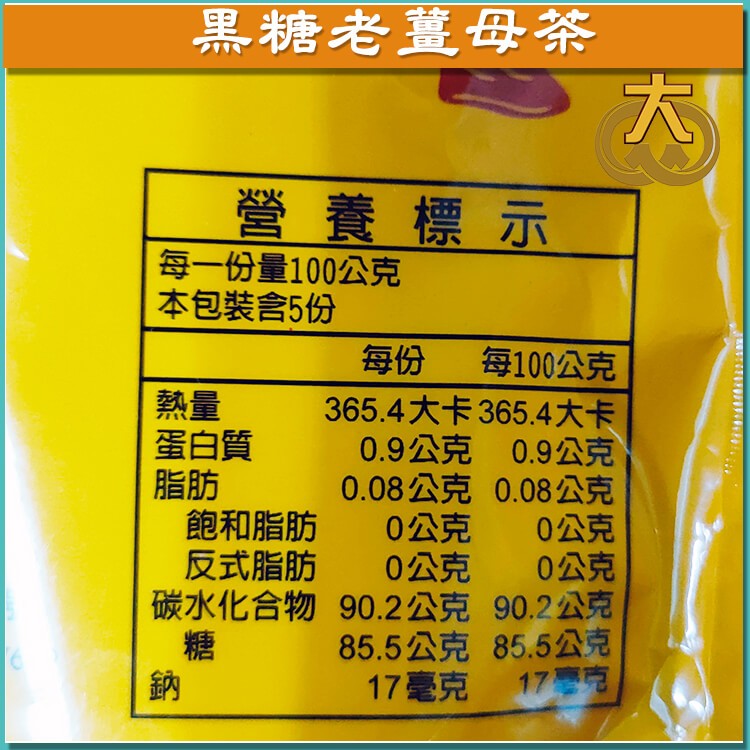 黑糖老薑母茶
大
營養標示
每一份量100公克
本包裝含5份
每份 每100公克
熱量 365.4大卡 365.4大卡
蛋白質 0.9公克 0.9公克
脂肪 0.08公克 0.08公克
飽和脂肪 0公克 0公克
反式脂肪 0公克 0公克
碳水化合物 90.2公克 90.2公克
糖 85.5公克 85.5公克
鈉 17毫克 17毫克